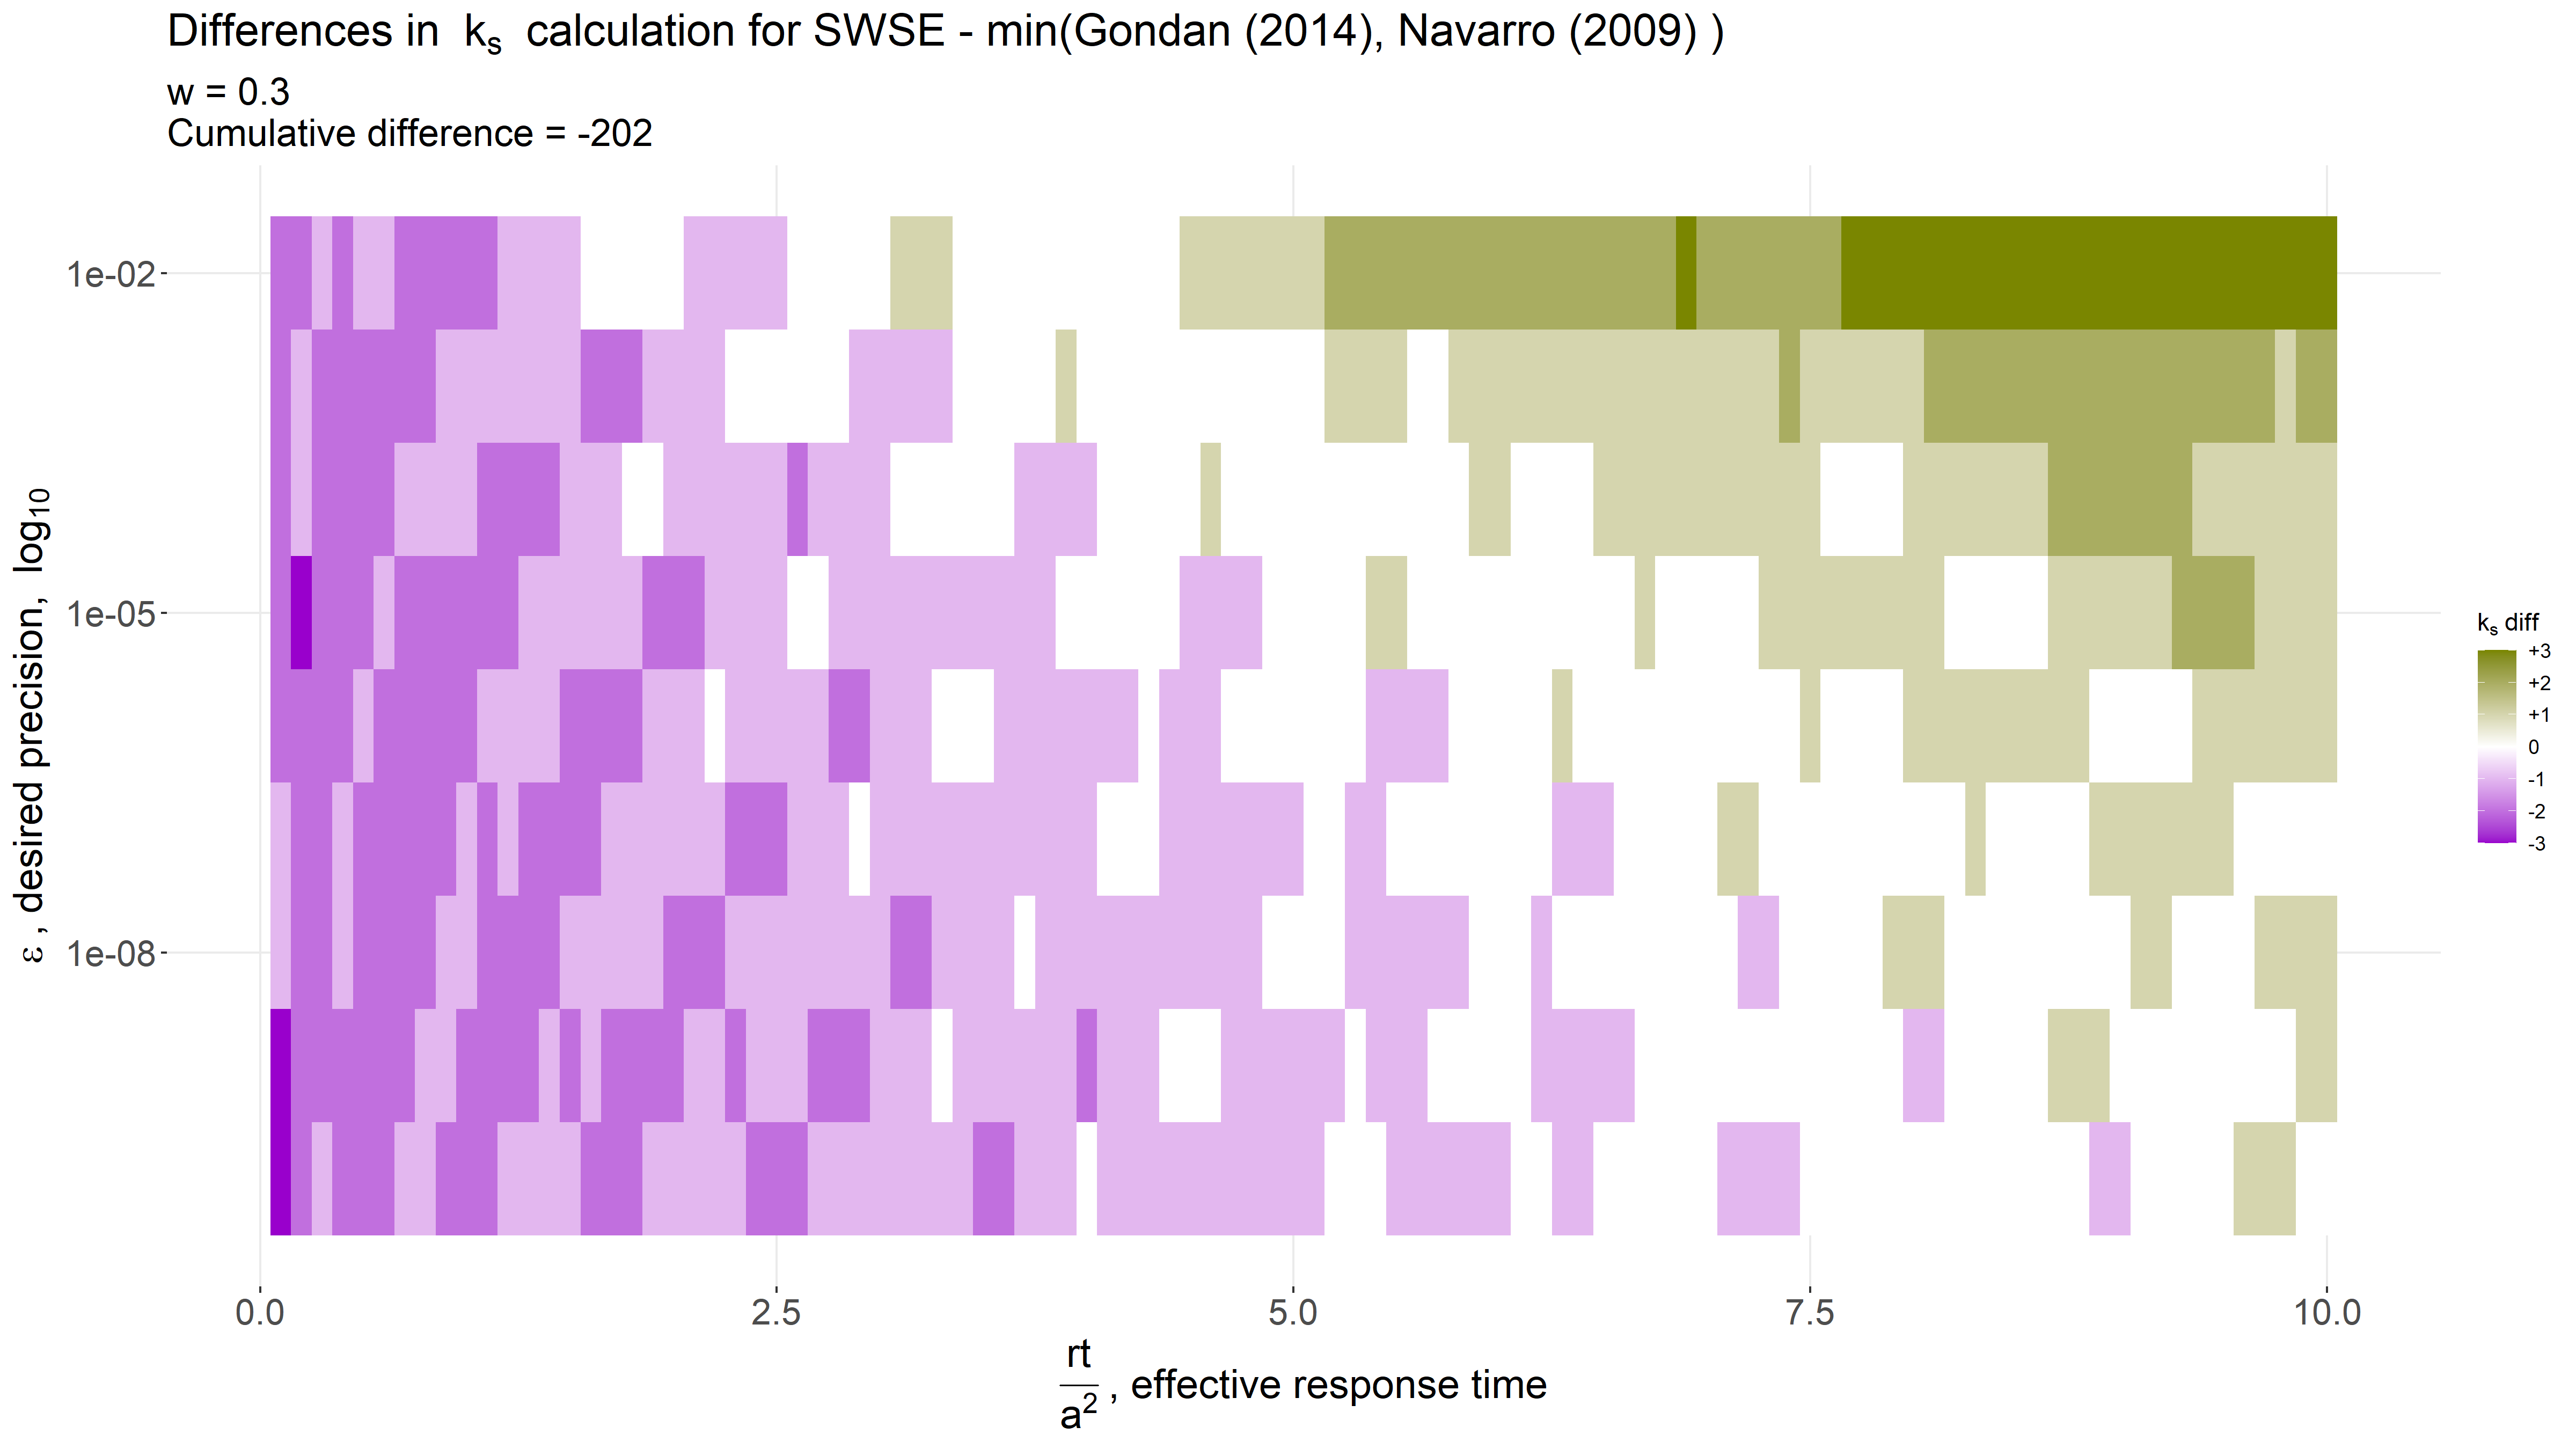 Differences in kₛ calculation for SWSE - min(Gondan (2014), Navarro (2009) )
w = 0.3
Cumulative difference = -202
ε , desired precision, log₁₀
1e-02
1e-05
1e-08
0.0 2.5 5.0 7.5 10.0
rt
a² , effective response time
kₛ diff
+3
+2
+1
0
-1
-2
-3